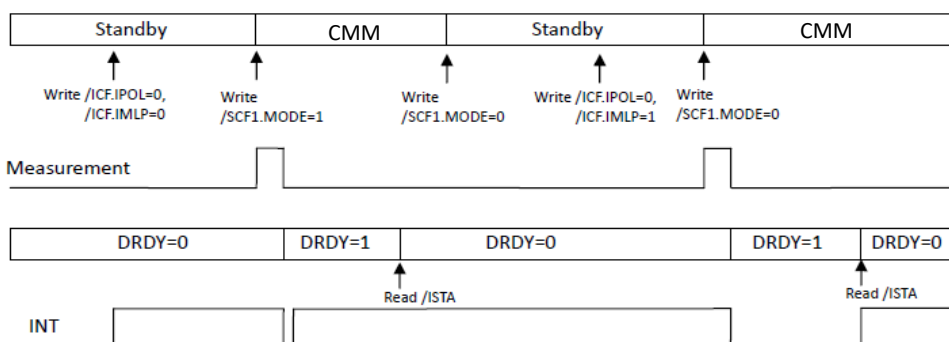 Standby CMM Standby CMM
Write /ICF.IPOL=0,
/ICF.IMLP=0
Write
/SCF1.MODE=1
Write
/SCF1.MODE=0
Write /ICF.IPOL=0,
/ICF.IMLP=1
Write
/SCF1.MODE=0
Measurement
DRDY=0 DRDY=1 DRDY=0 DRDY=1 DRDY=0
Read /ISTA
Read /ISTA
INT